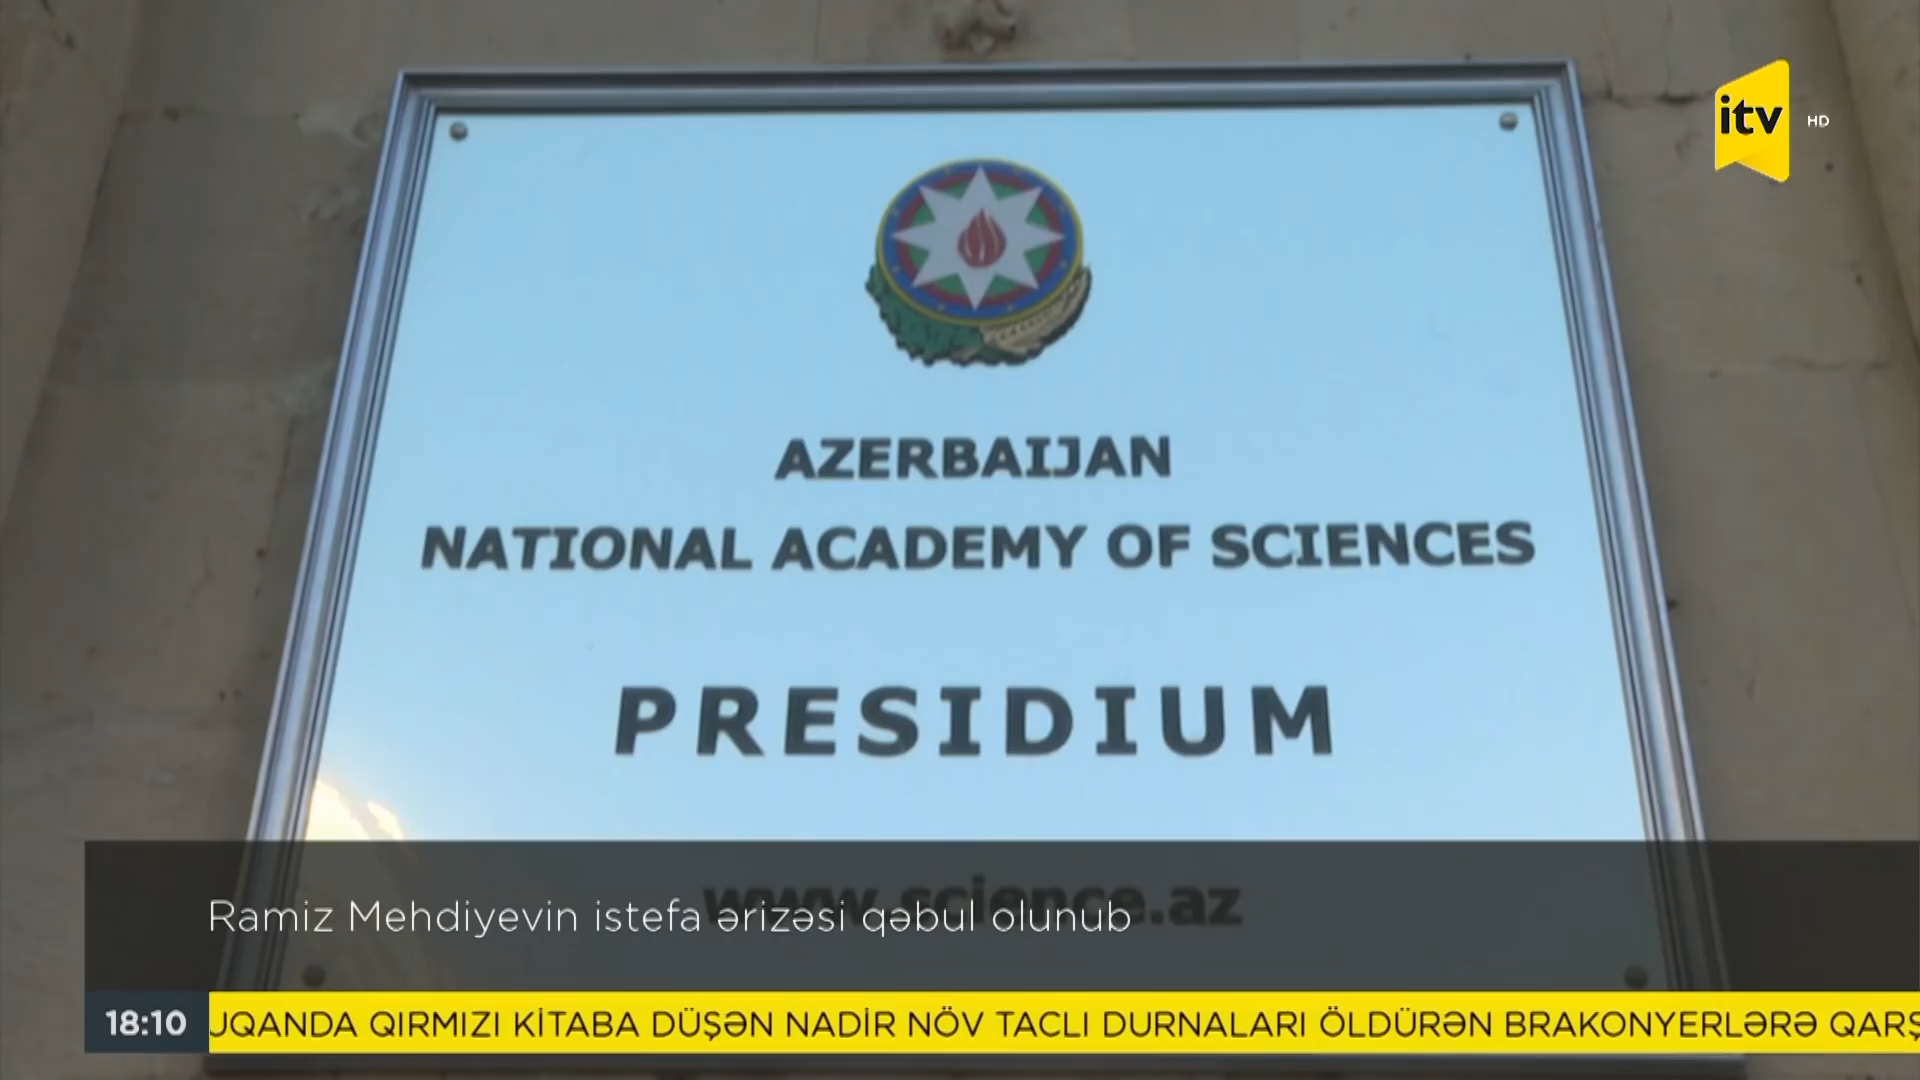 itv HD
AZERBAIJAN
NATIONAL ACADEMY OF SCIENCES
PRESIDIUM
www.science.az
Ramiz Mehdiyevin istefa ərizəsi qəbul olunub
18:10
UQANDA QIRMIZI KİTABA DÜŞƏN NADİR NÖV TACLI DURNALARI ÖLDÜRƏN BRAKONYERLƏRƏ QARŞ